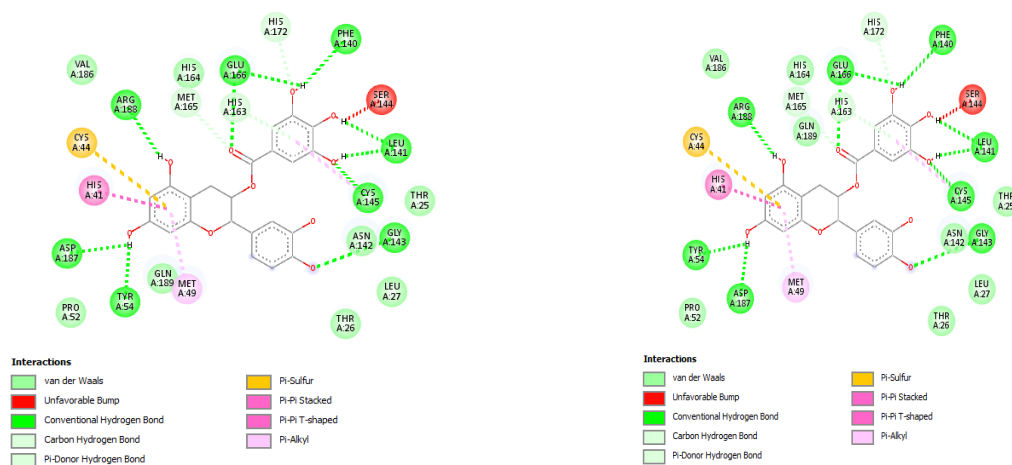 HIS
A:172
PHE
A:140
VAL
A:186
HIS
A:164
GLU
A:166
MET
A:165
HIS
A:163
SER
A:144
ARG
A:188
H
H
H
LEU
A:141
CYS
A:44
H
HIS
A:41
CYS
A:145
THR
A:25
ASN
A:142
GLY
A:143
ASP
A:187
H
GLN
A:189
MET
A:49
TYR
A:54
LEU
A:27
PRO
A:52
THR
A:26
Interactions
van der Waals
Unfavorable Bump
Conventional Hydrogen Bond
Carbon Hydrogen Bond
Pi-Donor Hydrogen Bond
Pi-Sulfur
Pi-Pi Stacked
Pi-Pi T-shaped
Pi-Alkyl
HIS
A:172
PHE
A:140
VAL
A:186
HIS
A:164
GLU
A:166
MET
A:165
HIS
A:163
SER
A:144
ARG
A:188
GLN
A:189
H
H
H
LEU
A:141
CYS
A:44
H
HIS
A:41
CYS
A:145
THR
A:25
ASN
A:142
GLY
A:143
TYR
A:54
H
MET
A:49
ASP
A:187
LEU
A:27
PRO
A:52
THR
A:26
Interactions
van der Waals
Unfavorable Bump
Conventional Hydrogen Bond
Carbon Hydrogen Bond
Pi-Donor Hydrogen Bond
Pi-Sulfur
Pi-Pi Stacked
Pi-Pi T-shaped
Pi-Alkyl